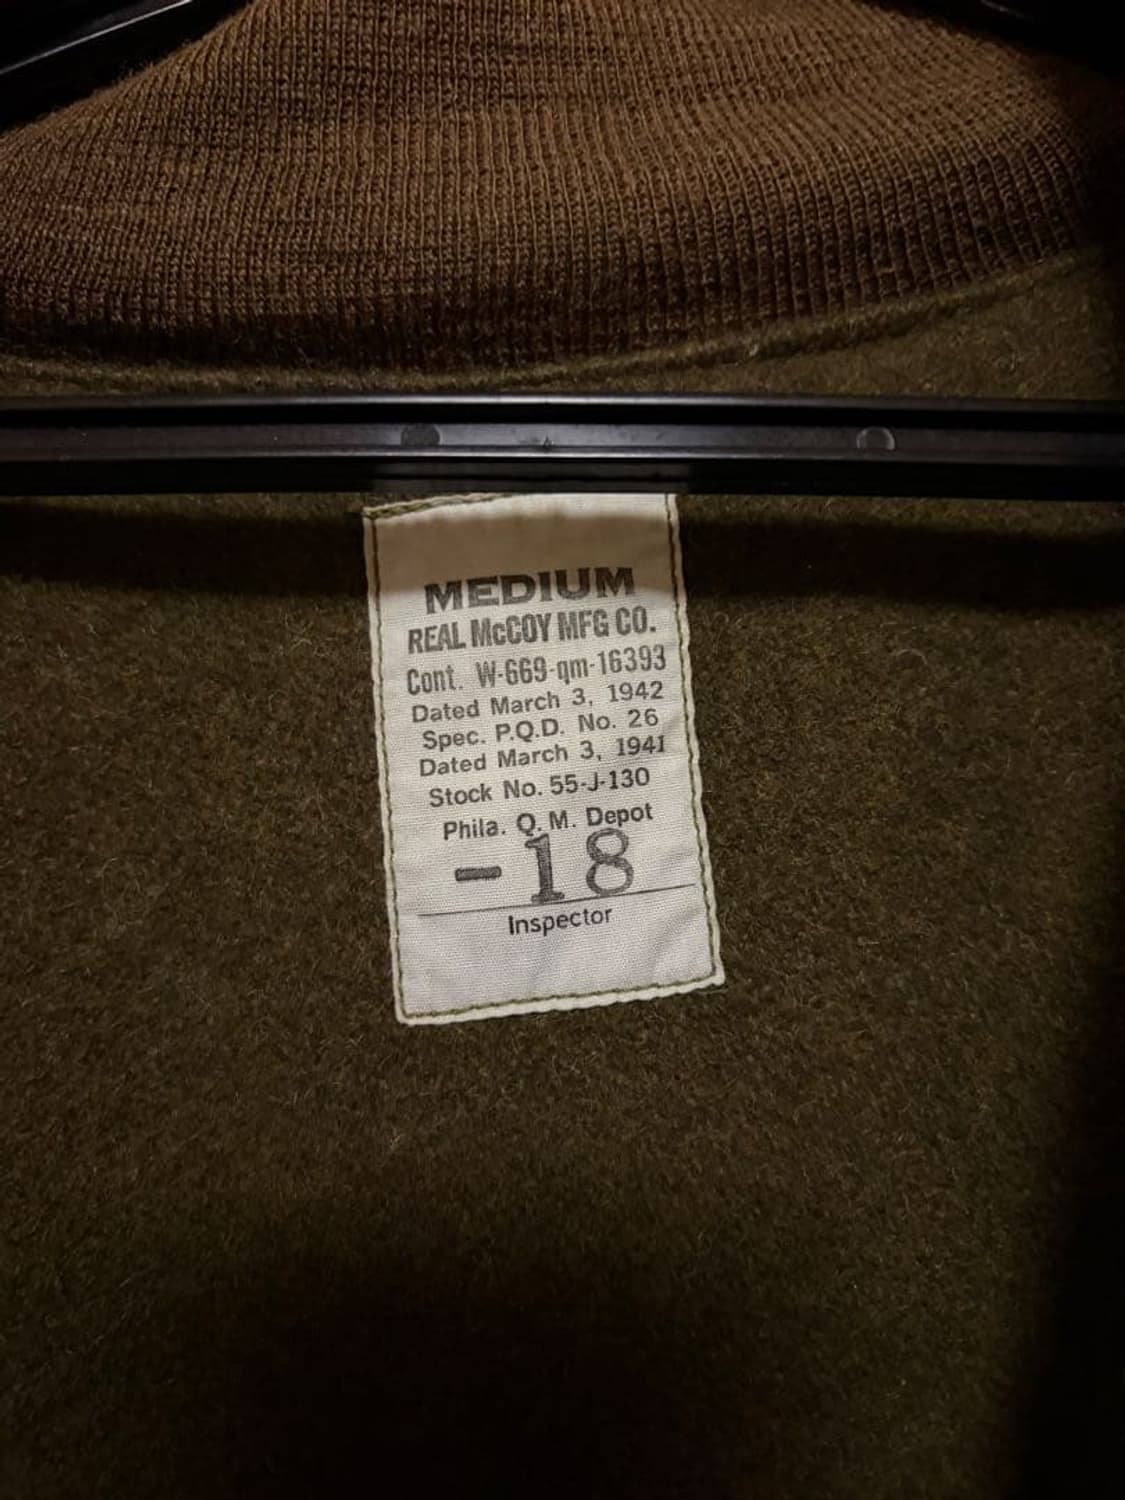 MEDIUM
REAL McCOY MFG CO.
Cont. W-669-qm-16393
Dated March 3, 1942
Spec. P.Q.D. No. 26
Dated March 3, 1941
Stock No. 55-J-130
Phila. Q. M. Depot
-18
Inspector